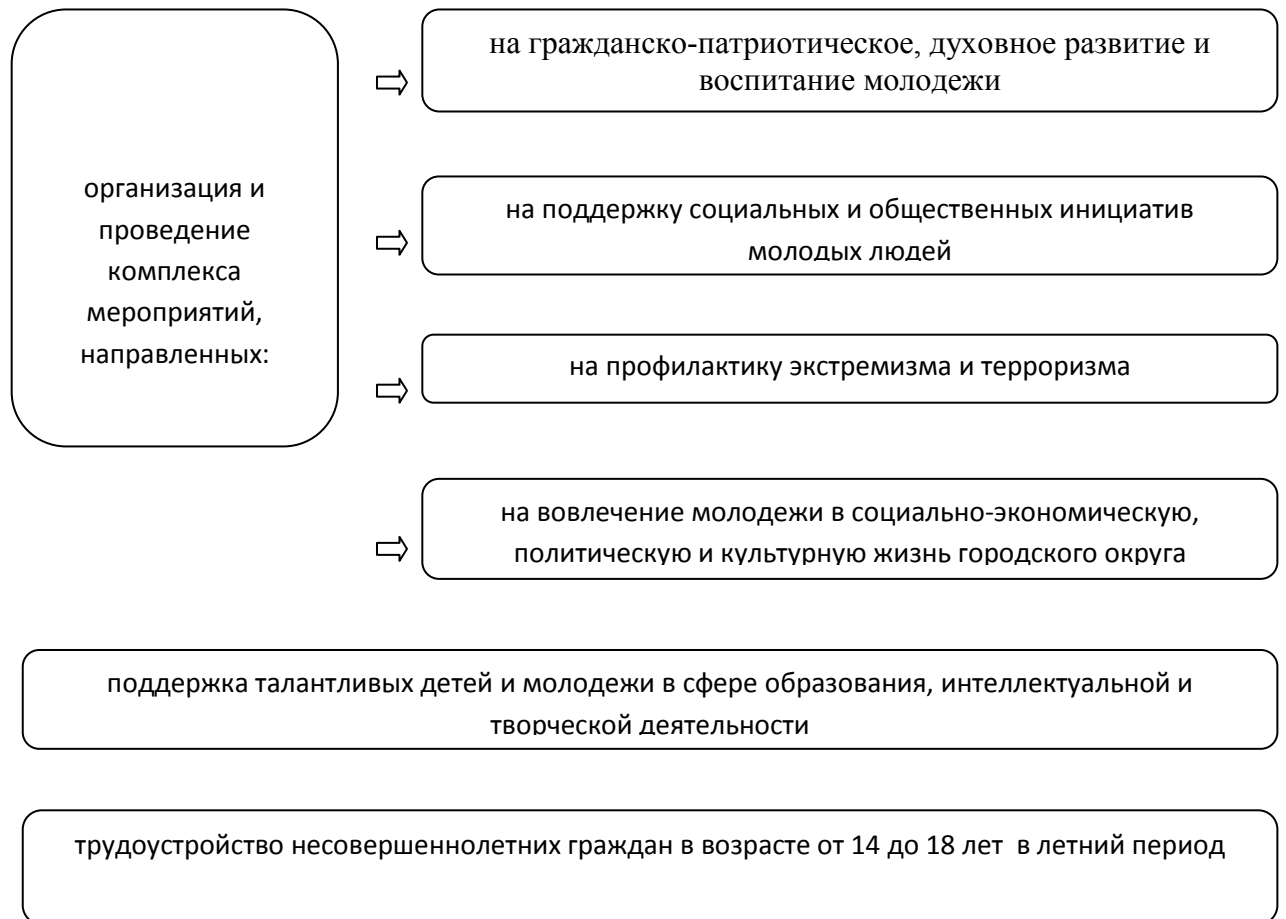 организация и
проведение
комплекса
мероприятий,
направленных:
на гражданско-патриотическое, духовное развитие и
воспитание молодежи
на поддержку социальных и общественных инициатив
молодых людей
на профилактику экстремизма и терроризма
на вовлечение молодежи в социально-экономическую,
политическую и культурную жизнь городского округа
поддержка талантливых детей и молодежи в сфере образования, интеллектуальной и
творческой деятельности
трудоустройство несовершеннолетних граждан в возрасте от 14 до 18 лет в летний период